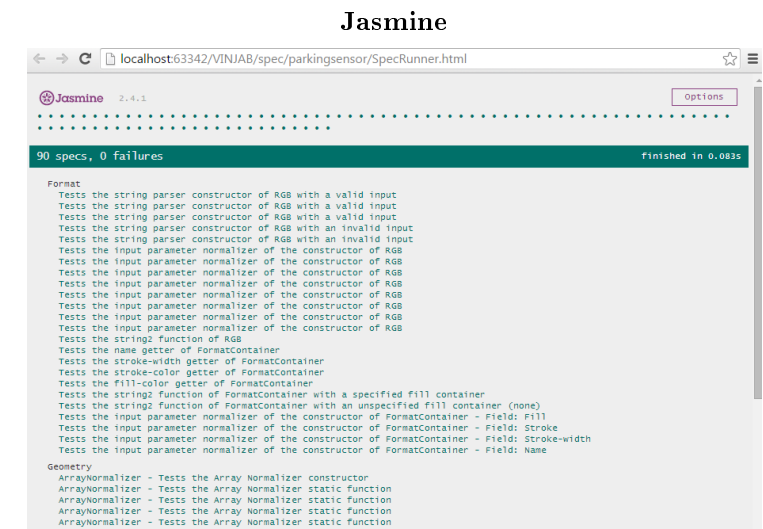 Jasmine
localhost:63342/VINJAB/spec/parkingsensor/SpecRunner.html
Jasmine 2.4.1
Options
90 specs, 0 failures
finished in 0.083s
Format
Tests the string parser constructor of RGB with a valid input
Tests the string parser constructor of RGB with a valid input
Tests the string parser constructor of RGB with a valid input
Tests the string parser constructor of RGB with an invalid input
Tests the string parser constructor of RGB with an invalid input
Tests the input parameter normalizer of the constructor of RGB
Tests the input parameter normalizer of the constructor of RGB
Tests the input parameter normalizer of the constructor of RGB
Tests the input parameter normalizer of the constructor of RGB
Tests the input parameter normalizer of the constructor of RGB
Tests the input parameter normalizer of the constructor of RGB
Tests the input parameter normalizer of the constructor of RGB
Tests the input parameter normalizer of the constructor of RGB
Tests the string2 function of RGB
Tests the name getter of FormatContainer
Tests the stroke-width getter of FormatContainer
Tests the stroke-color getter of FormatContainer
Tests the fill-color getter of FormatContainer
Tests the string2 function of FormatContainer with a specified fill container
Tests the string2 function of FormatContainer with an unspecified fill container (none)
Tests the input parameter normalizer of the constructor of FormatContainer - Field: Fill
Tests the input parameter normalizer of the constructor of FormatContainer - Field: Stroke
Tests the input parameter normalizer of the constructor of FormatContainer - Field: Stroke-width
Tests the input parameter normalizer of the constructor of FormatContainer - Field: Name
Geometry
ArrayNormalizer - Tests the Array Normalizer constructor
ArrayNormalizer - Tests the Array Normalizer static function
ArrayNormalizer - Tests the Array Normalizer static function
ArrayNormalizer - Tests the Array Normalizer static function
ArrayNormalizer - Tests the Array Normalizer static function